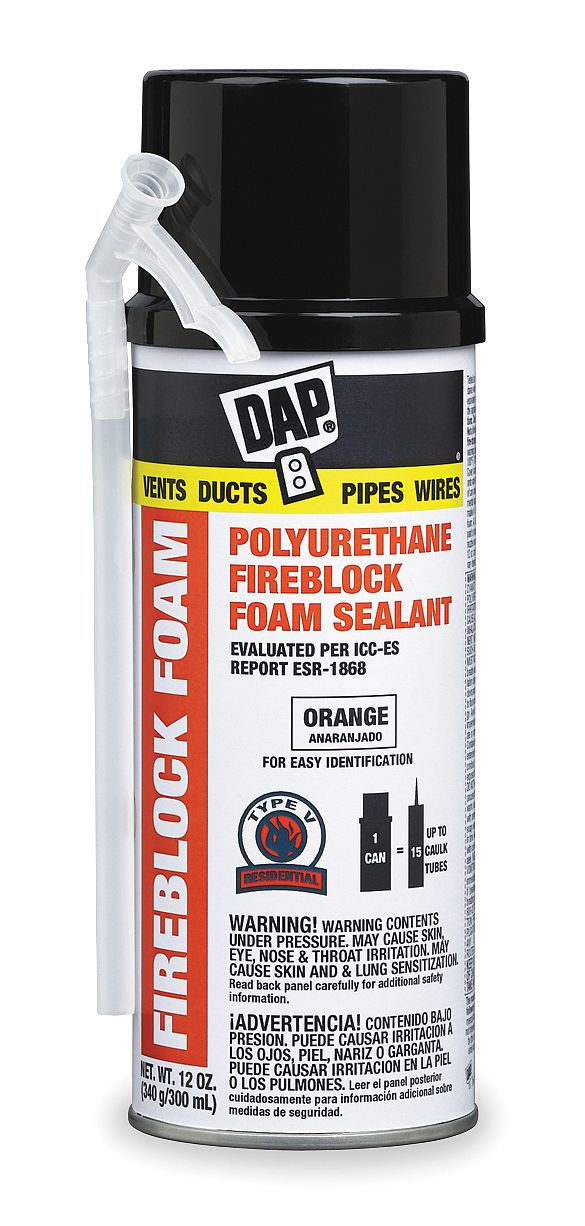 DAP®
VENTS DUCTS PIPES WIRES
FIREBLOCK FOAM
POLYURETHANE
FIREBLOCK
FOAM SEALANT
EVALUATED PER ICC-ES
REPORT ESR-1868
ORANGE
ANARANJADO
FOR EASY IDENTIFICATION
TYPE V
RESIDENTIAL
1
CAN
=
15
UP TO
CAULK
TUBES
WARNING! WARNING CONTENTS
UNDER PRESSURE. MAY CAUSE SKIN,
EYE, NOSE & THROAT IRRITATION. MAY
CAUSE SKIN AND & LUNG SENSITIZATION.
Read back panel carefully for additional safety
information.
¡ADVERTENCIA! CONTENIDO BAJO
PRESION. PUEDE CAUSAR IRRITACION A
LOS OJOS, PIEL, NARIZ O GARGANTA.
PUEDE CAUSAR IRRITACION EN LA PIEL
O LOS PULMONES. Leer el panel posterior
cuidadosamente para información adicional sobre
medidas de seguridad.
NET. WT. 12 OZ.
(340 g/300 mL)